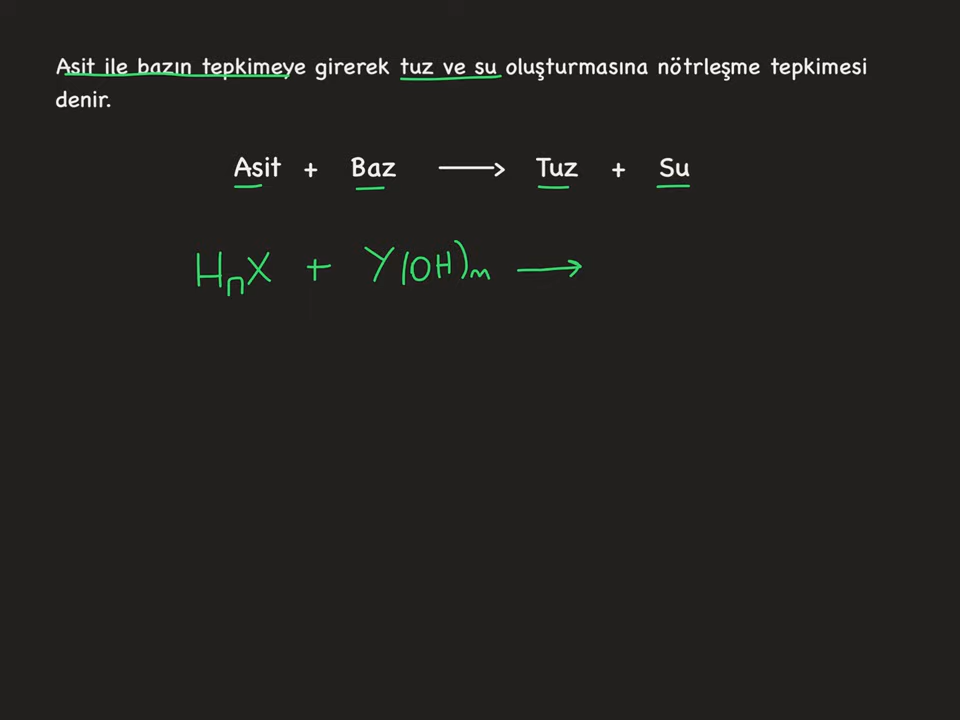 Asit ile bazın tepkimeye girerek tuz ve su oluşturmasına nötrleşme tepkimesi
denir.
Asit + Baz ⟶ Tuz + Su
HₙX + Y(OH)ₘ ⟶